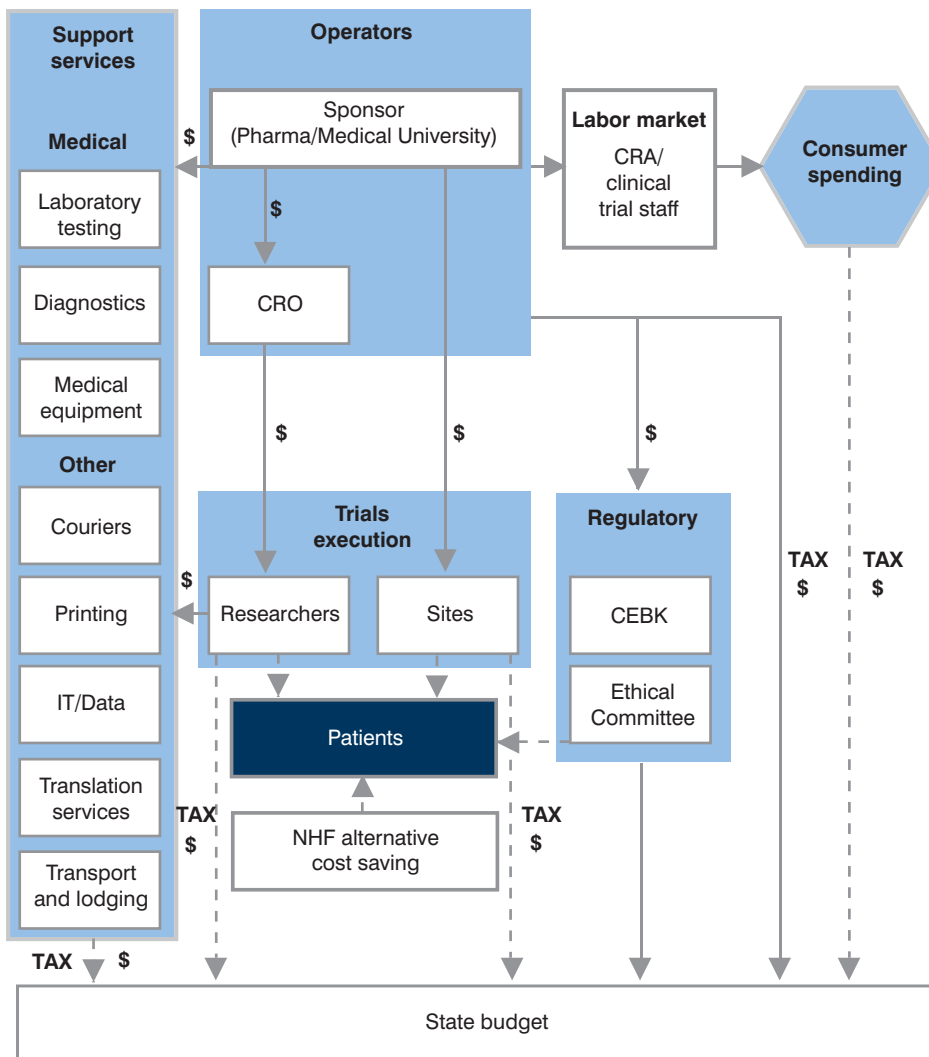 Support
services
Medical
Laboratory
testing
Diagnostics
Medical
equipment
Other
Couriers
Printing
IT/Data
Translation
services
Transport
and lodging
TAX
$
Operators
Sponsor
(Pharma/Medical University)
$
$
CRO
$
$
Labor market
CRA/
clinical
trial staff
Consumer
spending
$
Trials
execution
$
Researchers
Sites
Regulatory
CEBK
Ethical
Committee
TAX
$
TAX
$
Patients
NHF alternative
cost saving
TAX
$
TAX
$
State budget